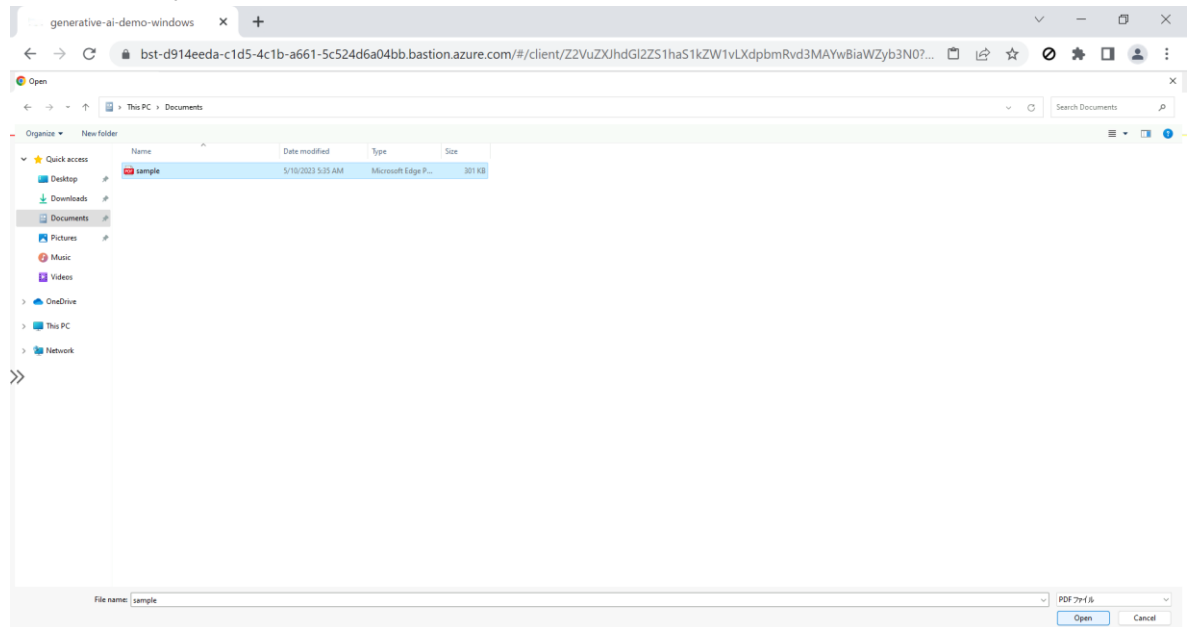 generative-ai-demo-windows
bst-d914eeda-c1d5-4c1b-a661-5c524d6a04bb.bastion.azure.com/#/client/Z2VuZXJhdGl2ZS1haS1kZW1vLXdpbmRvd3MAYwBiaWZyb3N0?...
Open
This PC > Documents
Search Documents
Organize New folder
Name Date modified Type Size
Quick access
sample 5/10/2023 5:35 AM Microsoft Edge P... 301 KB
Desktop
Downloads
Documents
Pictures
Music
Videos
OneDrive
This PC
Network
File name: sample PDF ファイル
Open Cancel